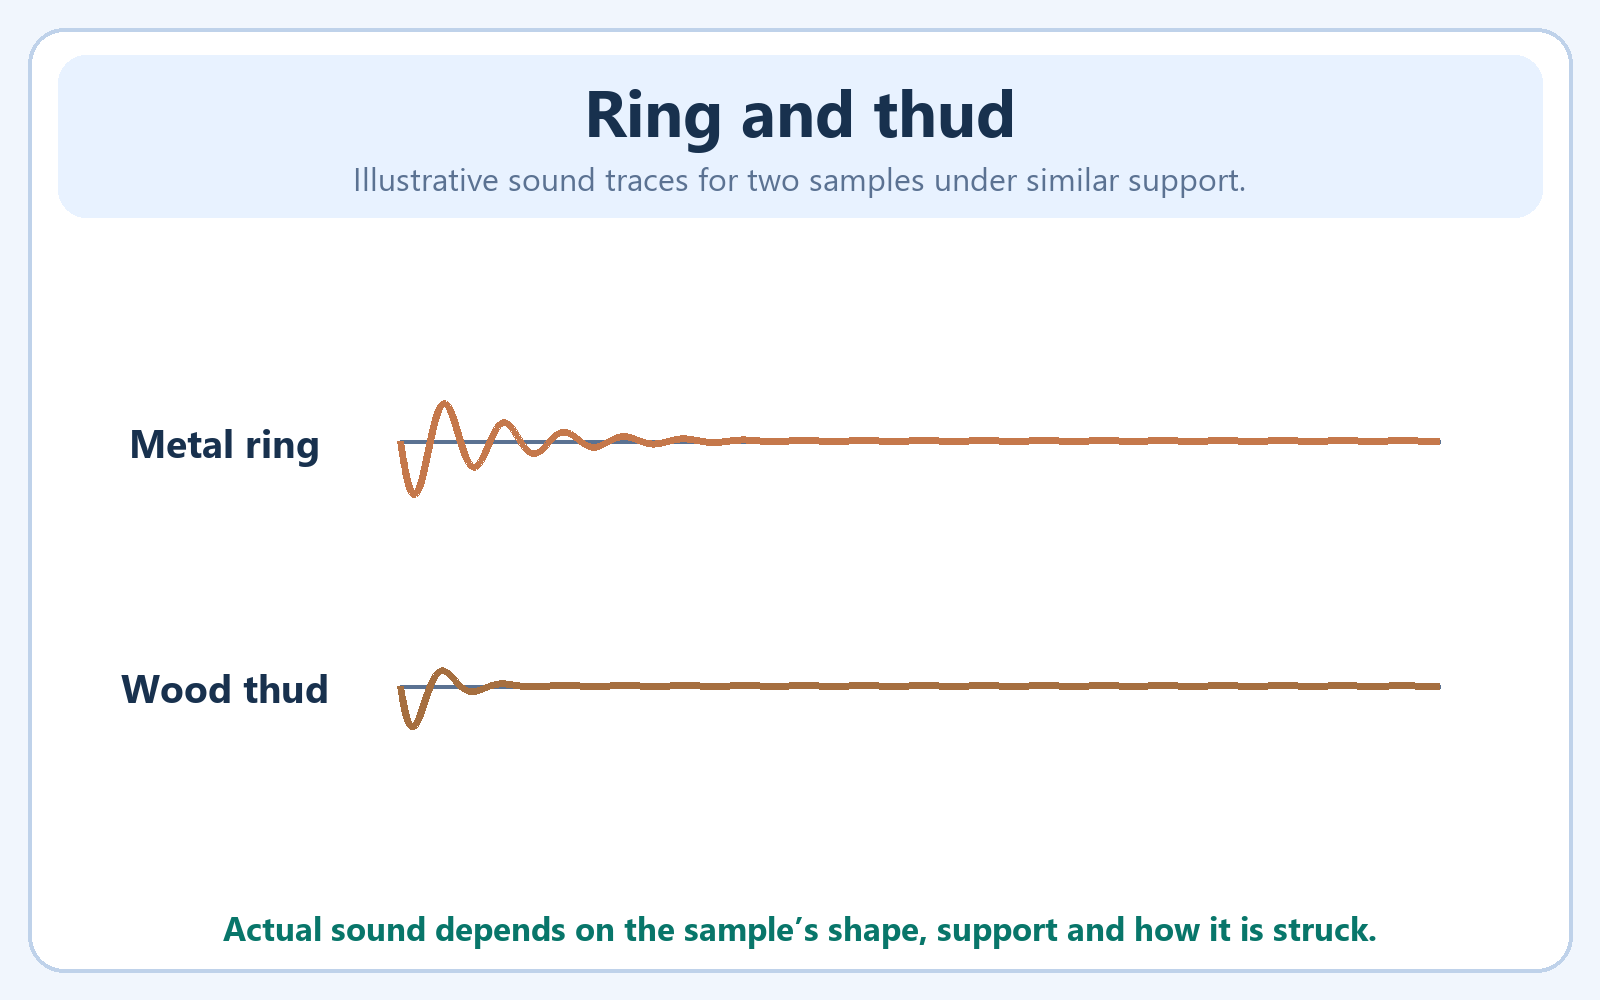 Ring and thud
Illustrative sound traces for two samples under similar support.
Metal ring
Wood thud
Actual sound depends on the sample’s shape, support and how it is struck.